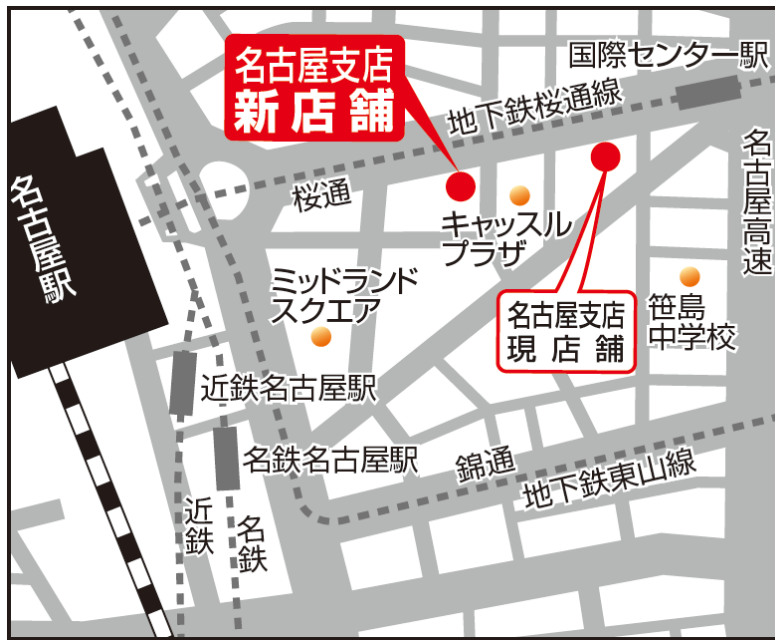 名古屋支店
新店舗
国際センター駅
地下鉄桜通線
名古屋高速
桜通
名古屋駅
キャッスル
プラザ
ミッドランド
スクエア
名古屋支店
現店舗
笹島
中学校
近鉄名古屋駅
名鉄名古屋駅
錦通
地下鉄東山線
近鉄
名鉄